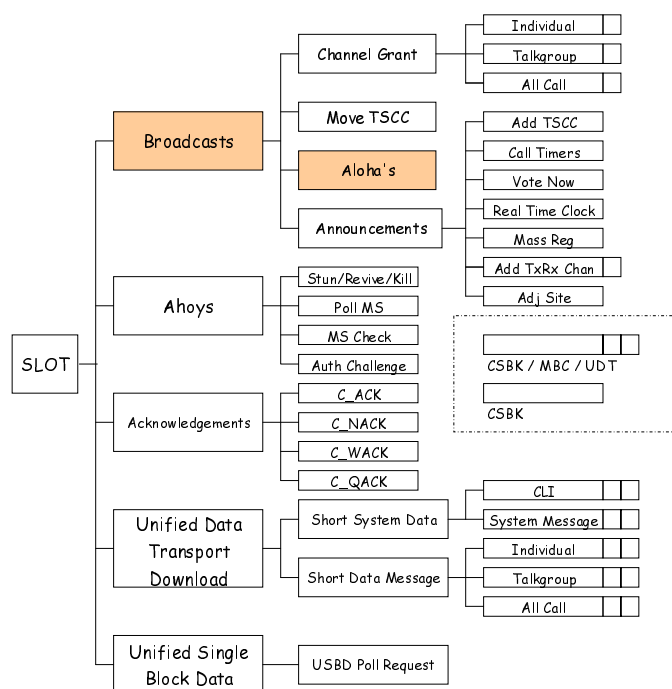 SLOT
Broadcasts
Channel Grant
Individual
Talkgroup
All Call
Move TSCC
Aloha's
Announcements
Add TSCC
Call Timers
Vote Now
Real Time Clock
Mass Reg
Add TxRx Chan
Adj Site
Ahoys
Stun/Revive/Kill
Poll MS
MS Check
Auth Challenge
CSBK / MBC / UDT
CSBK
Acknowledgements
C_ACK
C_NACK
C_WACK
C_QACK
Unified Data
Transport
Download
Short System Data
CLI
System Message
Short Data Message
Individual
Talkgroup
All Call
Unified Single
Block Data
USBD Poll Request